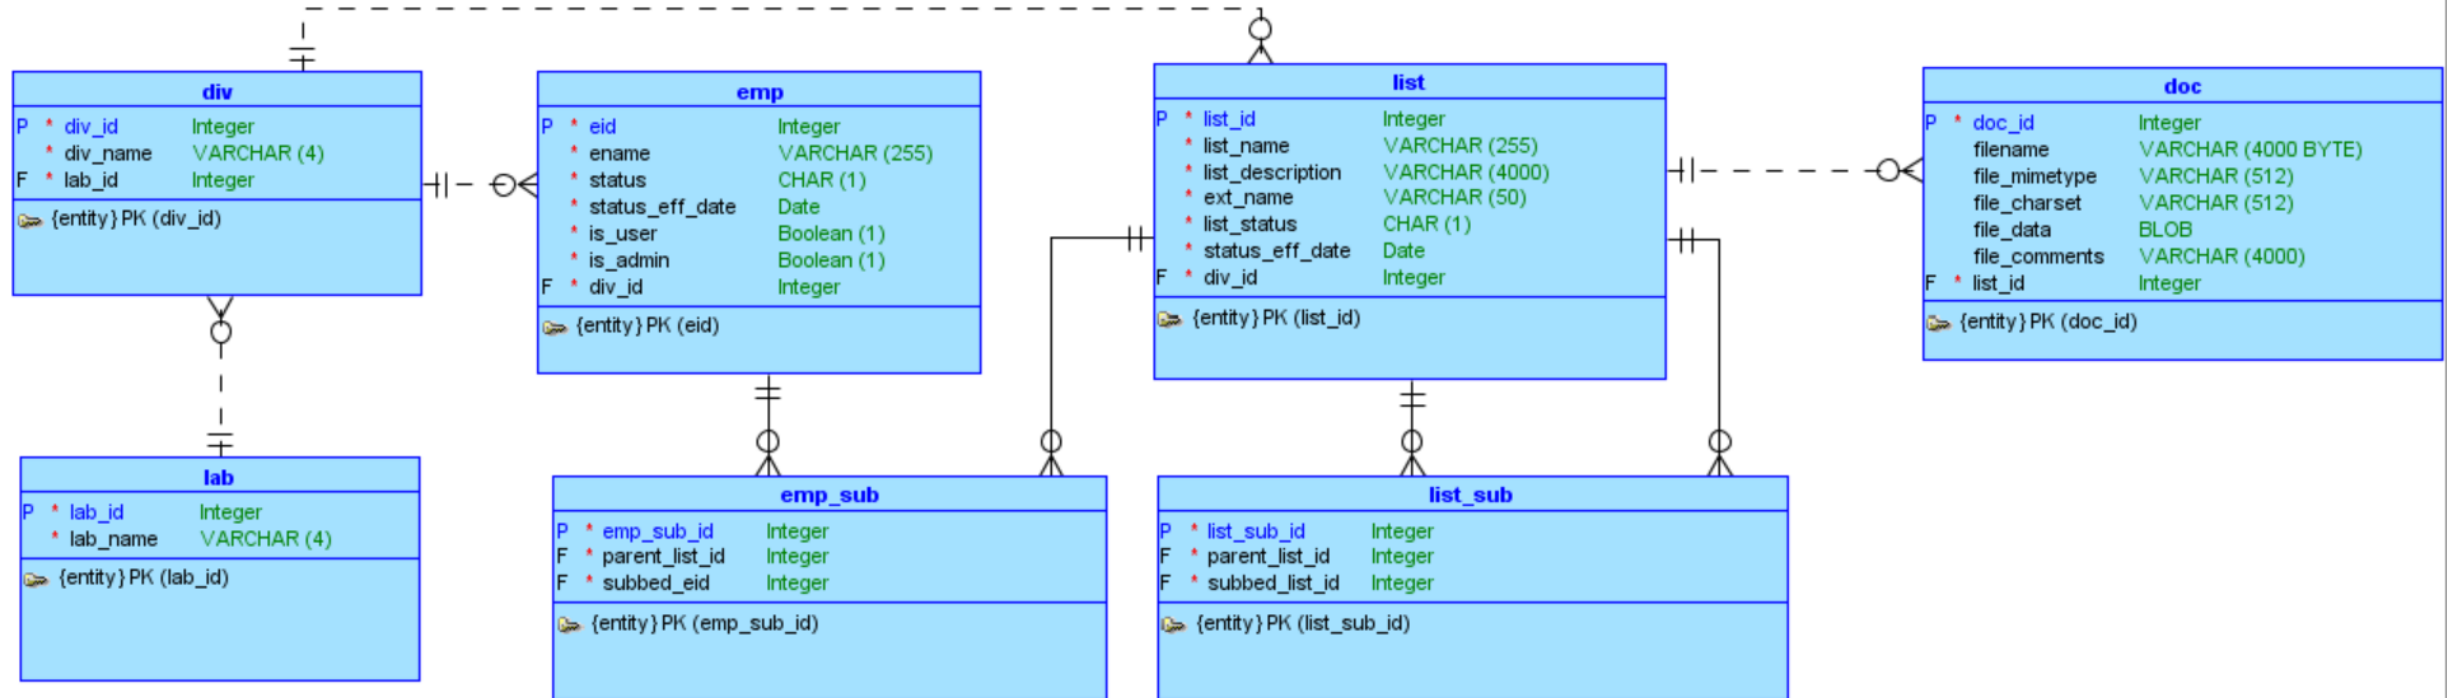 div
P * div_id Integer
* div_name VARCHAR (4)
F * lab_id Integer
{entity} PK (div_id)
emp
P * eid Integer
* ename VARCHAR (255)
* status CHAR (1)
* status_eff_date Date
* is_user Boolean (1)
* is_admin Boolean (1)
F * div_id Integer
{entity} PK (eid)
list
P * list_id Integer
* list_name VARCHAR (255)
* list_description VARCHAR (4000)
* ext_name VARCHAR (50)
* list_status CHAR (1)
* status_eff_date Date
F * div_id Integer
{entity} PK (list_id)
doc
P * doc_id Integer
filename VARCHAR (4000 BYTE)
file_mimetype VARCHAR (512)
file_charset VARCHAR (512)
file_data BLOB
file_comments VARCHAR (4000)
F * list_id Integer
{entity} PK (doc_id)
lab
P * lab_id Integer
* lab_name VARCHAR (4)
{entity} PK (lab_id)
emp_sub
P * emp_sub_id Integer
F * parent_list_id Integer
F * subbed_eid Integer
{entity} PK (emp_sub_id)
list_sub
P * list_sub_id Integer
F * parent_list_id Integer
F * subbed_list_id Integer
{entity} PK (list_sub_id)